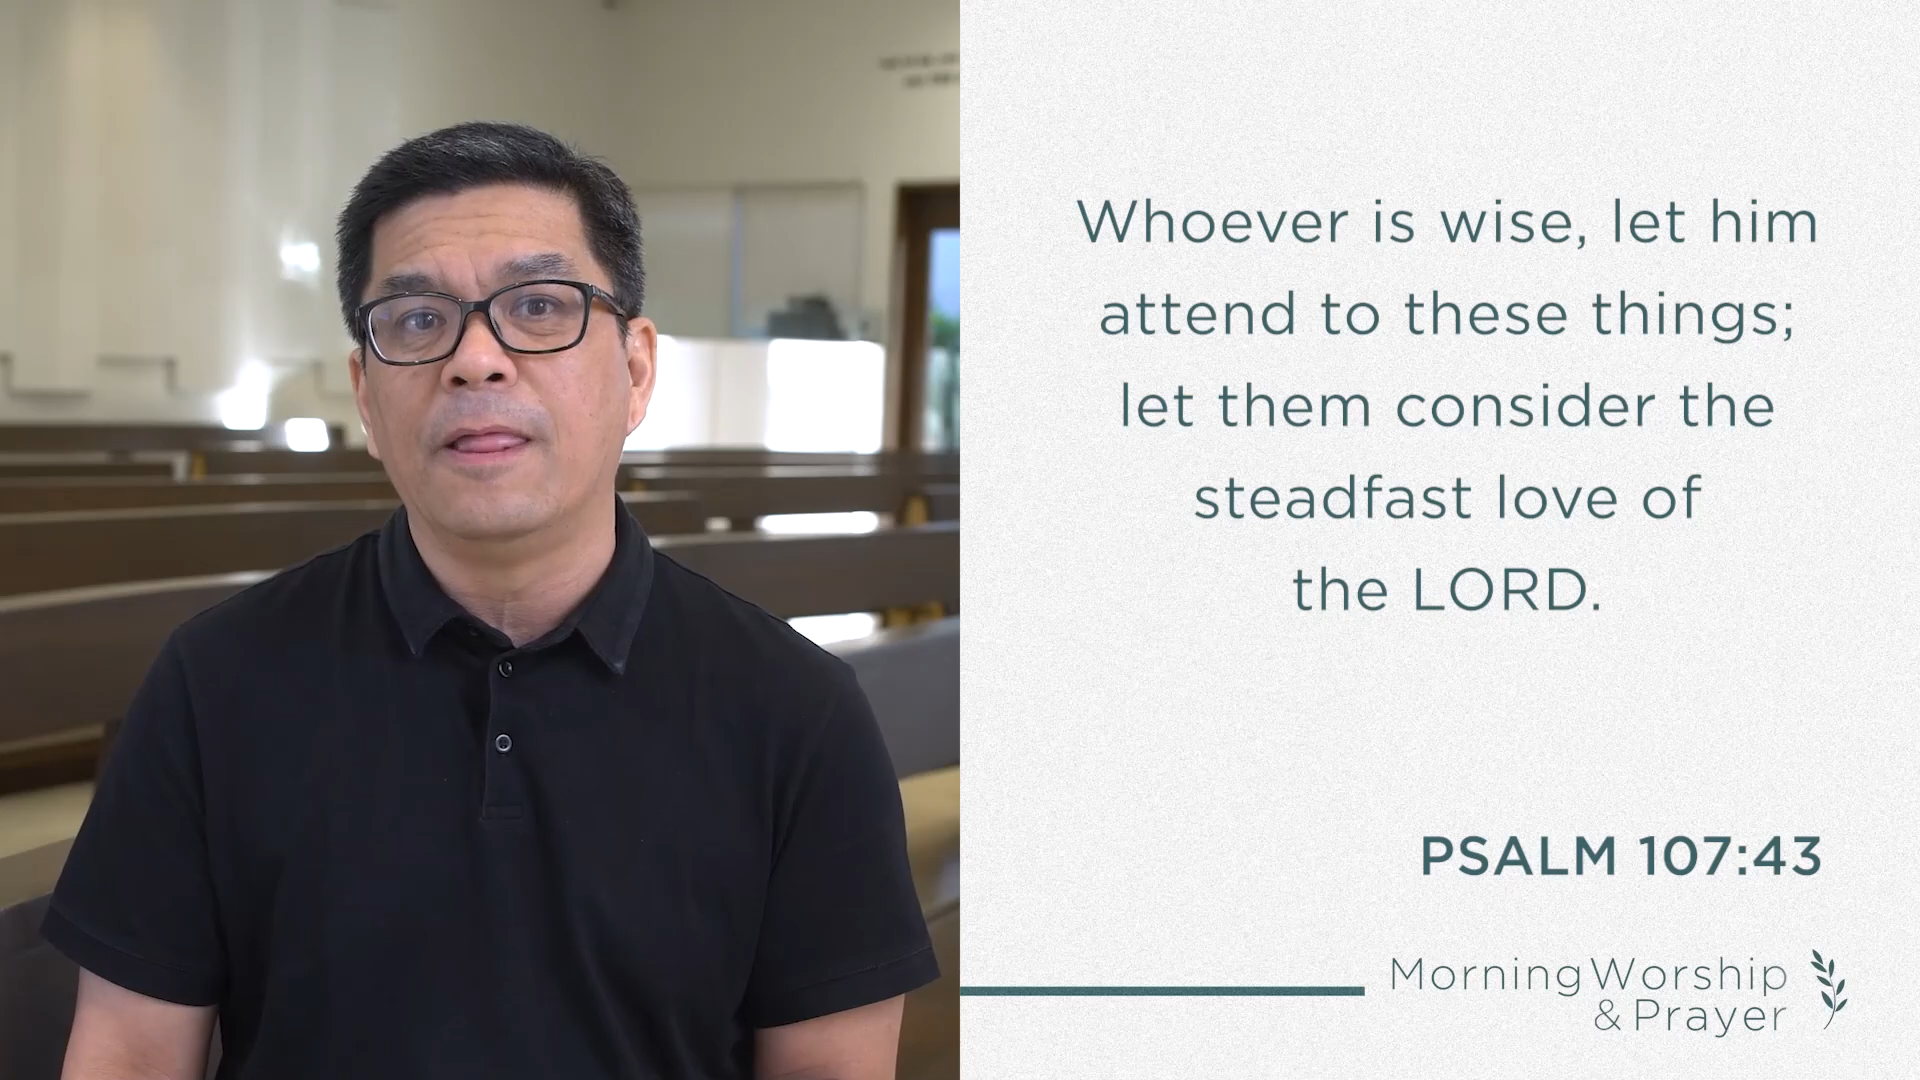 Whoever is wise, let him
attend to these things;
let them consider the
steadfast love of
the LORD.
PSALM 107:43
Morning Worship
& Prayer